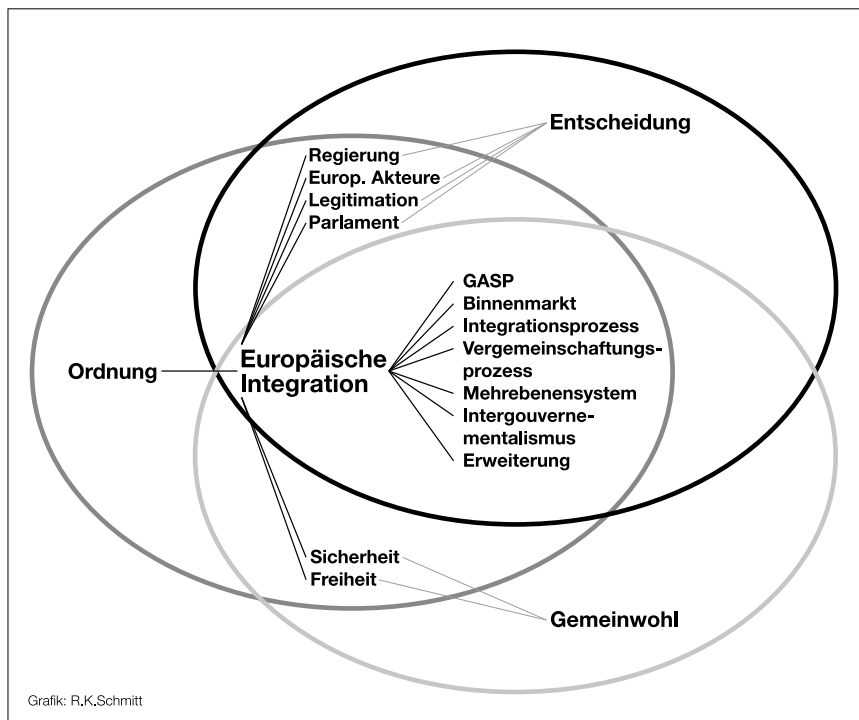 Entscheidung
Regierung
Europ. Akteure
Legitimation
Parlament
GASP
Binnenmarkt
Integrationsprozess
Vergemeinschaftungs-
prozess
Mehrebenensystem
Intergouverne-
mentalismus
Erweiterung
Ordnung
Europäische
Integration
Sicherheit
Freiheit
Gemeinwohl
Grafik: R.K.Schmitt